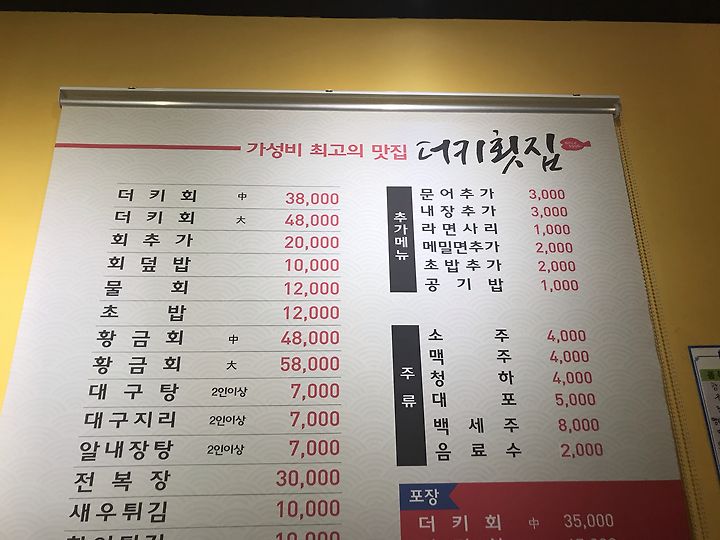 가성비 최고의 맛집 더키횟집
더키회 中 38,000
더키회 大 48,000
회추가 20,000
회덮밥 10,000
물회 12,000
초밥 12,000
황금회 中 48,000
황금회 大 58,000
대구탕 2인이상 7,000
대구지리 2인이상 7,000
알내장탕 2인이상 7,000
전복장 30,000
새우튀김 10,000
추가메뉴
문어추가 3,000
내장추가 3,000
라면사리 1,000
메밀면추가 2,000
초밥추가 2,000
공기밥 1,000
주류
소주 4,000
맥주 4,000
청하 4,000
대포 5,000
백세주 8,000
음료수 2,000
포장
더키회 中 35,000